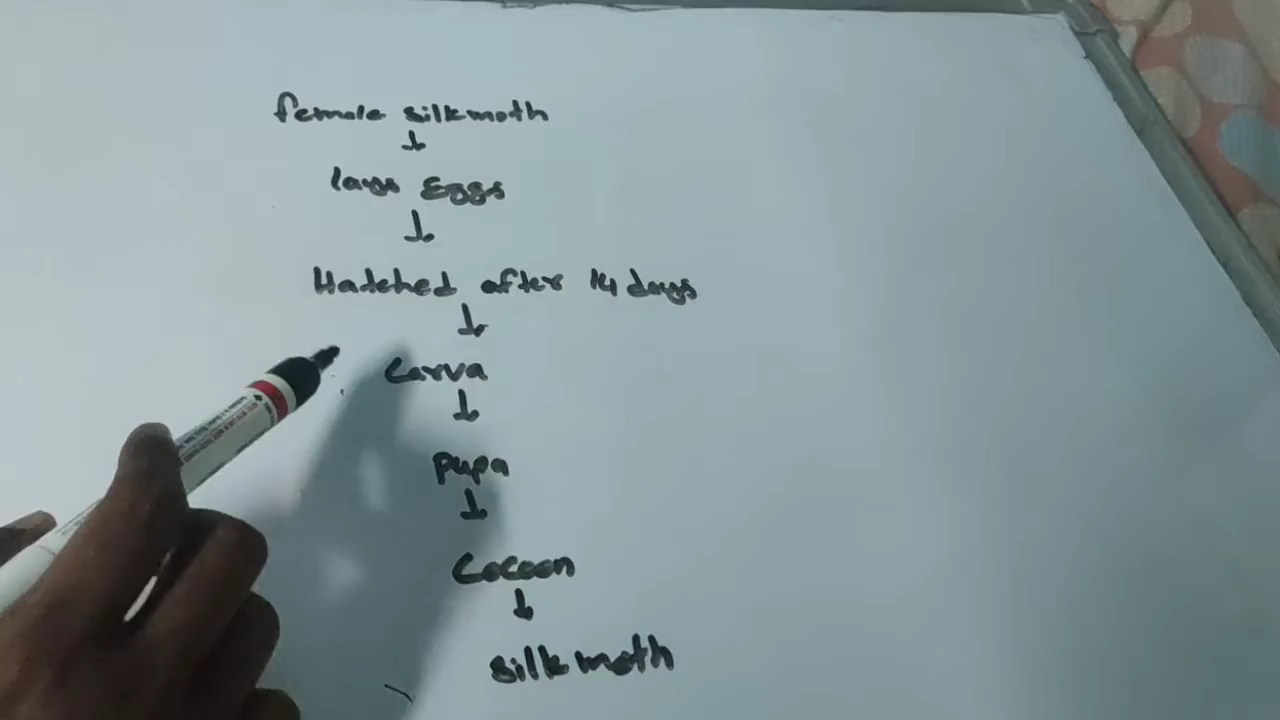 female silkmoth
lays Eggs
Hatched after 14 days
Larva
pupa
Cocoon
silkmoth